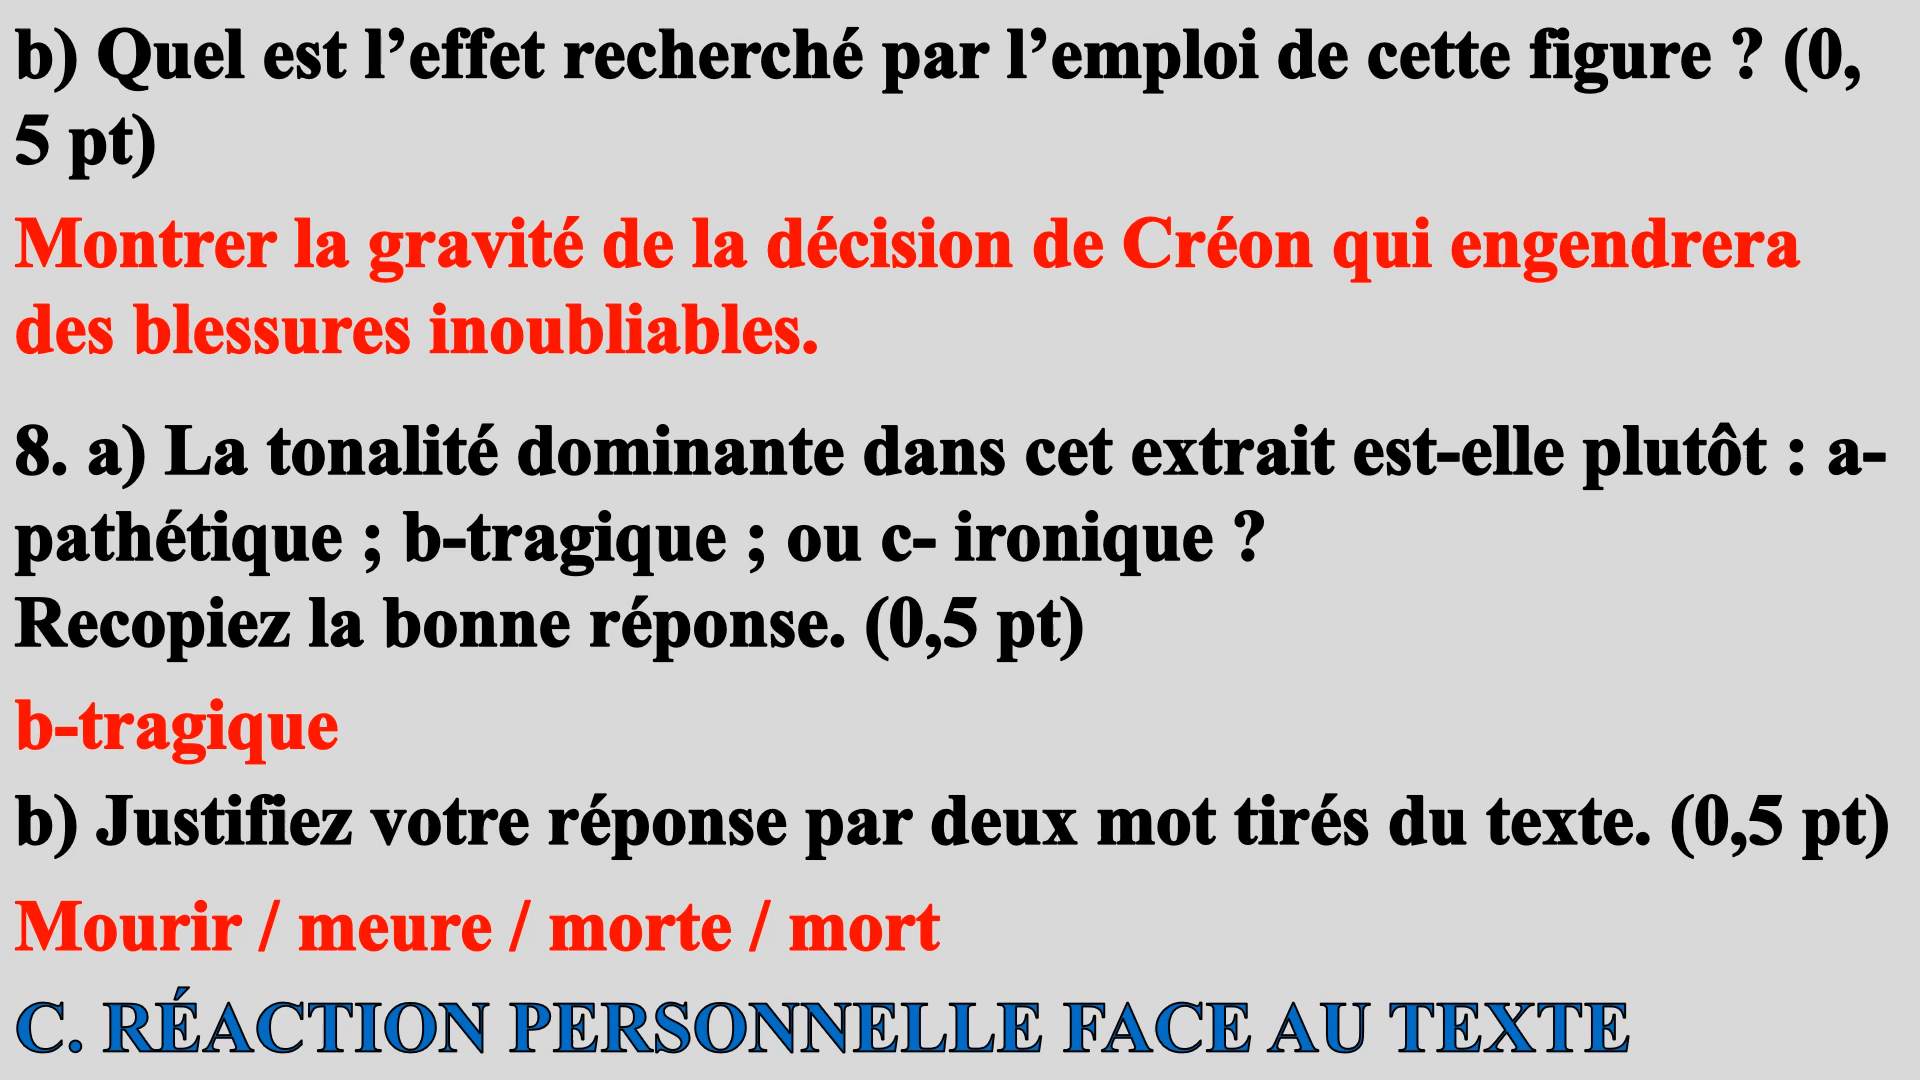 b) Quel est l’effet recherché par l’emploi de cette figure ? (0,
5 pt)
Montrer la gravité de la décision de Créon qui engendrera
des blessures inoubliables.
8. a) La tonalité dominante dans cet extrait est-elle plutôt : a-
pathétique ; b-tragique ; ou c- ironique ?
Recopiez la bonne réponse. (0,5 pt)
b-tragique
b) Justifiez votre réponse par deux mot tirés du texte. (0,5 pt)
Mourir / meure / morte / mort
C. RÉACTION PERSONNELLE FACE AU TEXTE